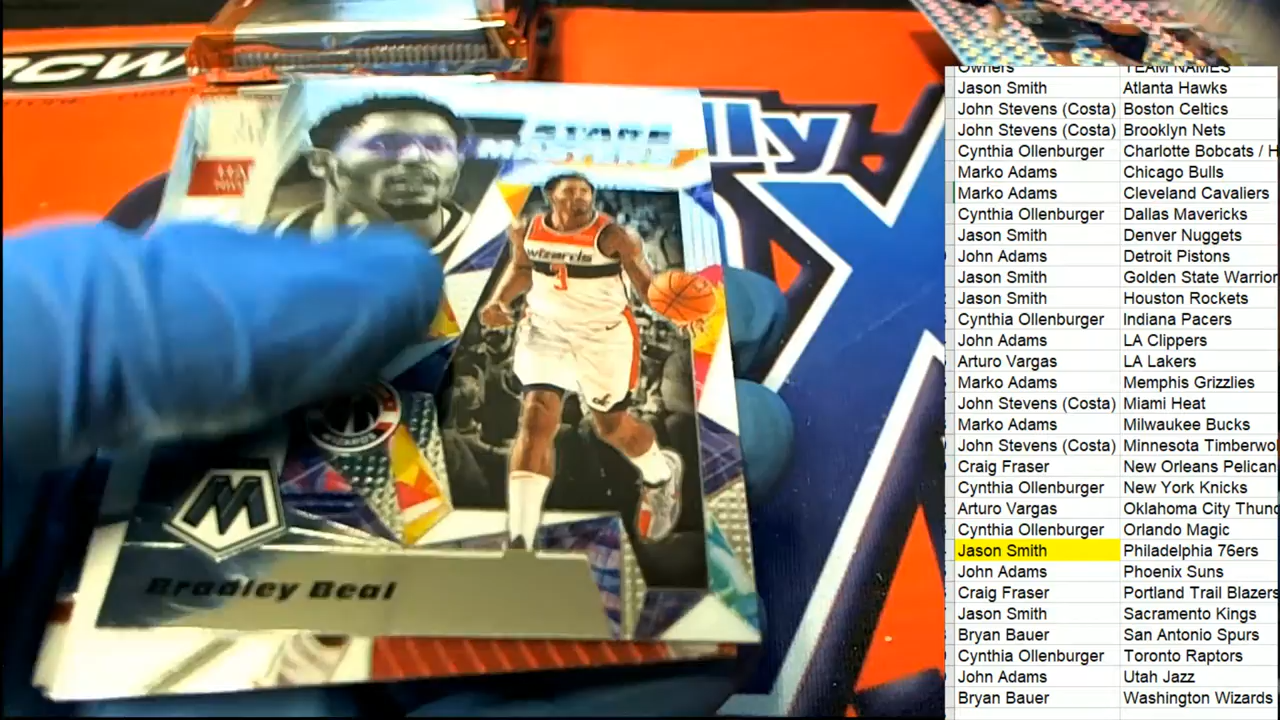 CW
lly
STARE
MASTERS
wizards
3
WIZARDS
M
Bradley Beal
Owners TEAM NAMES
Jason Smith Atlanta Hawks
John Stevens (Costa) Boston Celtics
John Stevens (Costa) Brooklyn Nets
Cynthia Ollenburger Charlotte Bobcats / H
Marko Adams Chicago Bulls
Marko Adams Cleveland Cavaliers
Cynthia Ollenburger Dallas Mavericks
Jason Smith Denver Nuggets
John Adams Detroit Pistons
Jason Smith Golden State Warrior
Jason Smith Houston Rockets
Cynthia Ollenburger Indiana Pacers
John Adams LA Clippers
Arturo Vargas LA Lakers
Marko Adams Memphis Grizzlies
John Stevens (Costa) Miami Heat
Marko Adams Milwaukee Bucks
John Stevens (Costa) Minnesota Timberwo
Craig Fraser New Orleans Pelican
Cynthia Ollenburger New York Knicks
Arturo Vargas Oklahoma City Thund
Cynthia Ollenburger Orlando Magic
Jason Smith Philadelphia 76ers
John Adams Phoenix Suns
Craig Fraser Portland Trail Blazers
Jason Smith Sacramento Kings
Bryan Bauer San Antonio Spurs
Cynthia Ollenburger Toronto Raptors
John Adams Utah Jazz
Bryan Bauer Washington Wizards